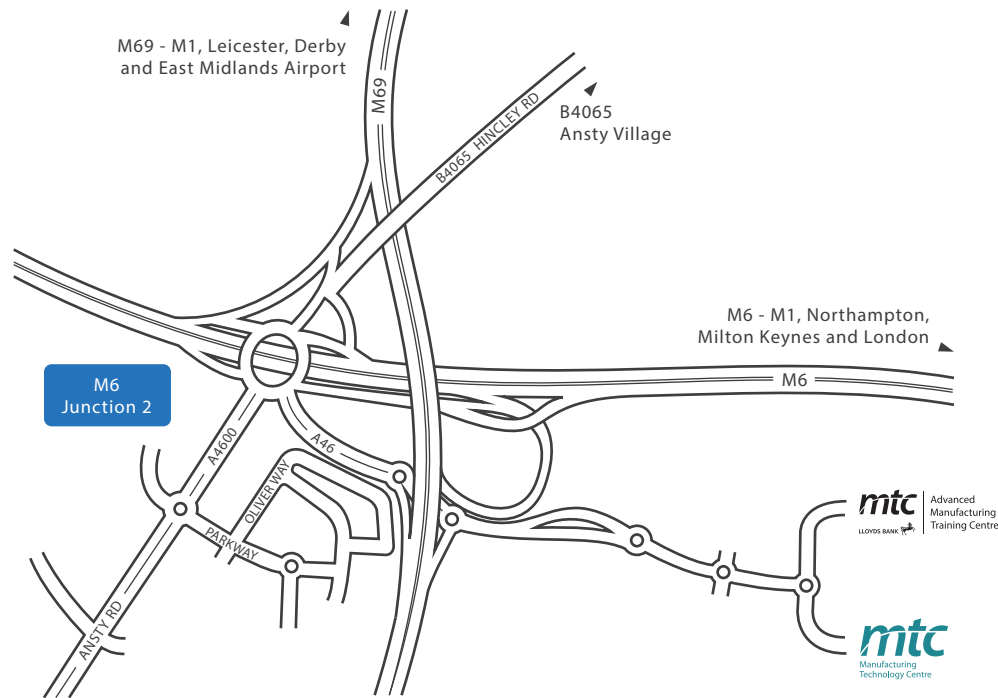 M69 - M1, Leicester, Derby
and East Midlands Airport
M69
B4065 HINCLEY RD
B4065
Ansty Village
M6 - M1, Northampton,
Milton Keynes and London
M6
M6
Junction 2
A4600
A46
OLIVER WAY
PARKWAY
ANSTY RD
mtc
LLOYDS BANK
Advanced
Manufacturing
Training Centre
mtc
Manufacturing
Technology Centre